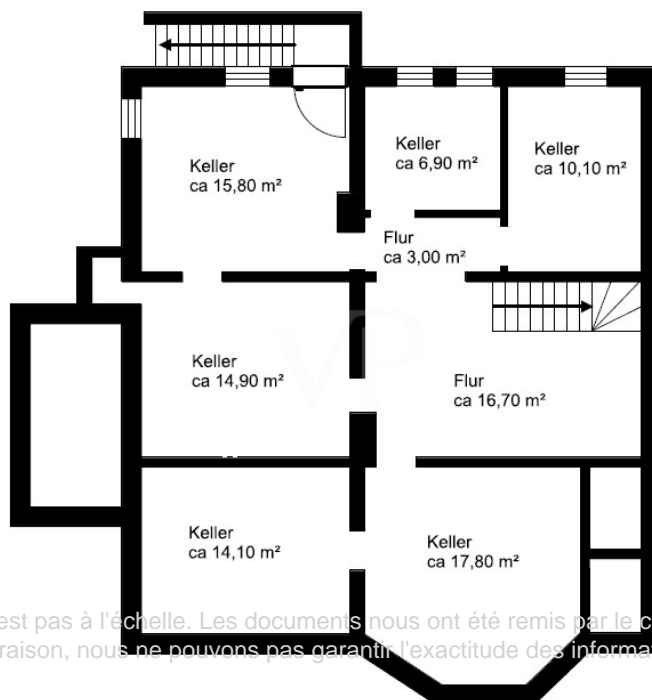 Keller
ca 6,90 m²
Keller
ca 10,10 m²
Keller
ca 15,80 m²
Flur
ca 3,00 m²
Keller
ca 14,90 m²
VP
Flur
ca 16,70 m²
Keller
ca 14,10 m²
Keller
ca 17,80 m²
est pas à l'échelle. Les documents nous ont été remis par le c
raison, nous ne pouvons pas garantir l'exactitude des informa